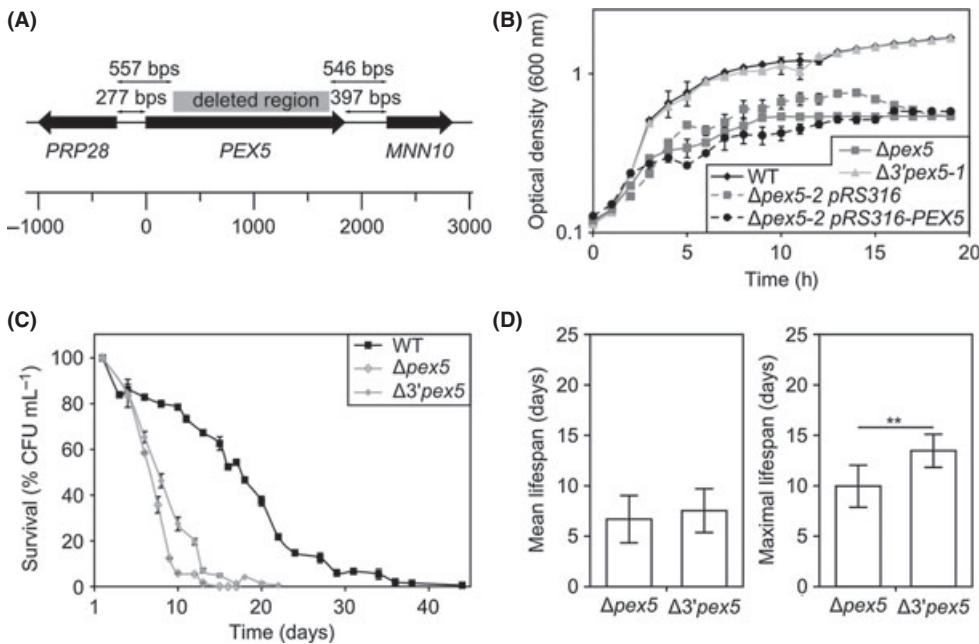 (A)
557 bps
546 bps
277 bps
deleted region
397 bps
PRP28
PEX5
MNN10
–1000
0
1000
2000
3000
(B)
Optical density (600 nm)
1
0.1
0
5
10
15
20
Time (h)
WT
Δpex5
Δ3'pex5-1
Δpex5-2 pRS316
Δpex5-2 pRS316-PEX5
(C)
Survival (% CFU mL–1)
100
80
60
40
20
0
1
10
20
30
40
Time (days)
WT
Δpex5
Δ3'pex5
(D)
Mean lifespan (days)
25
20
15
10
5
0
Δpex5 Δ3'pex5
Maximal lifespan (days)
25
20
15
10
5
0
**
Δpex5 Δ3'pex5